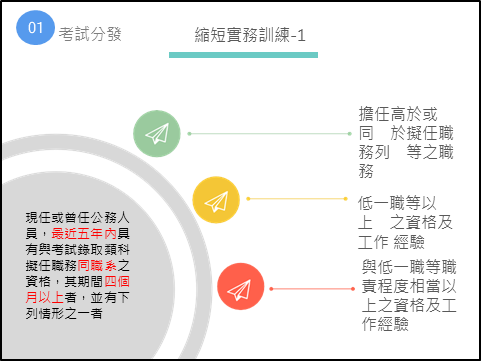 01
考試分發
縮短實務訓練-1
擔任高於或
同 於擬任職
務列 等之職
務
低一職等以
上 之資格及
工作 經驗
與低一職等職
責程度相當以
上之資格及工
作經驗
現任或曾任公務人
員，最近五年內具
有與考試錄取類科
擬任職務同職系之
資格，其期間四個
月以上者，並有下
列情形之一者